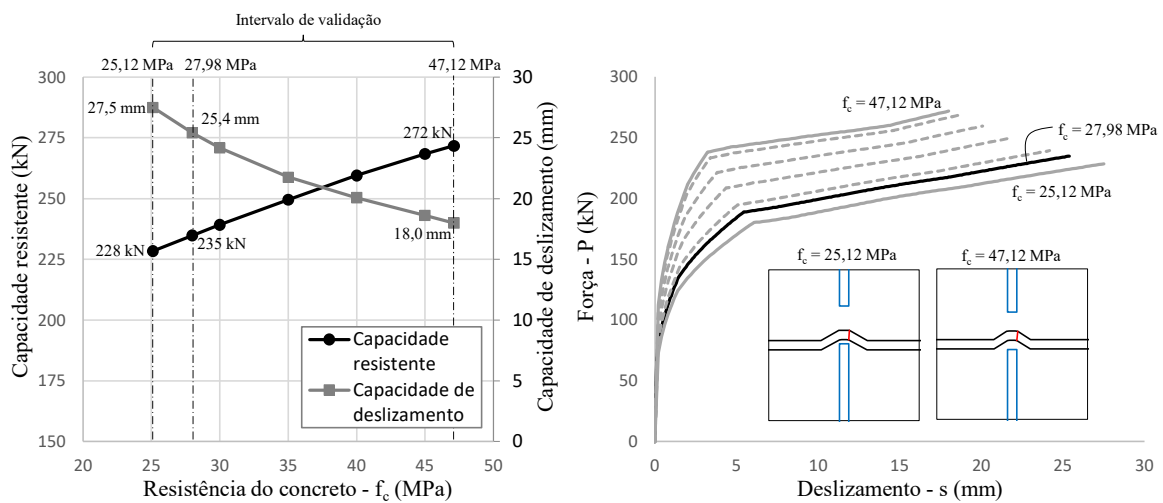 Intervalo de validação
25,12 MPa
27,98 MPa
47,12 MPa
300
275
250
225
200
175
150
Capacidade resistente (kN)
27,5 mm
25,4 mm
272 kN
228 kN
235 kN
18,0 mm
Capacidade
resistente
Capacidade de
deslizamento
30
25
20
15
10
5
0
Capacidade de deslizamento (mm)
20
25
30
35
40
45
50
Resistência do concreto - fc (MPa)
300
250
200
150
100
50
0
Força - P (kN)
fc = 47,12 MPa
fc = 27,98 MPa
fc = 25,12 MPa
fc = 25,12 MPa
fc = 47,12 MPa
0
5
10
15
20
25
30
Deslizamento - s (mm)